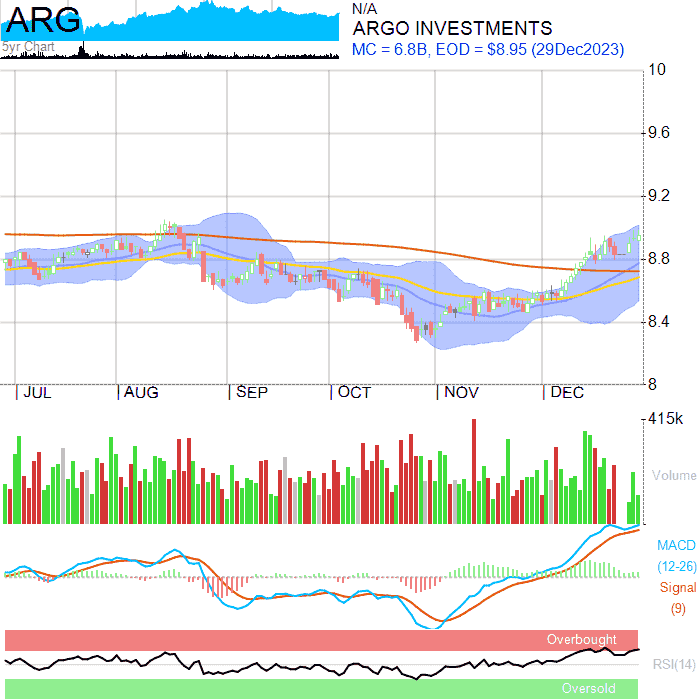 ARG
5yr Chart
N/A
ARGO INVESTMENTS
MC = 6.8B, EOD = $8.95 (29Dec2023)
10
9.6
9.2
8.8
8.4
8
JUL AUG SEP OCT NOV DEC
415k
Volume
MACD
(12-26)
Signal
(9)
Overbought
RSI(14)
Oversold